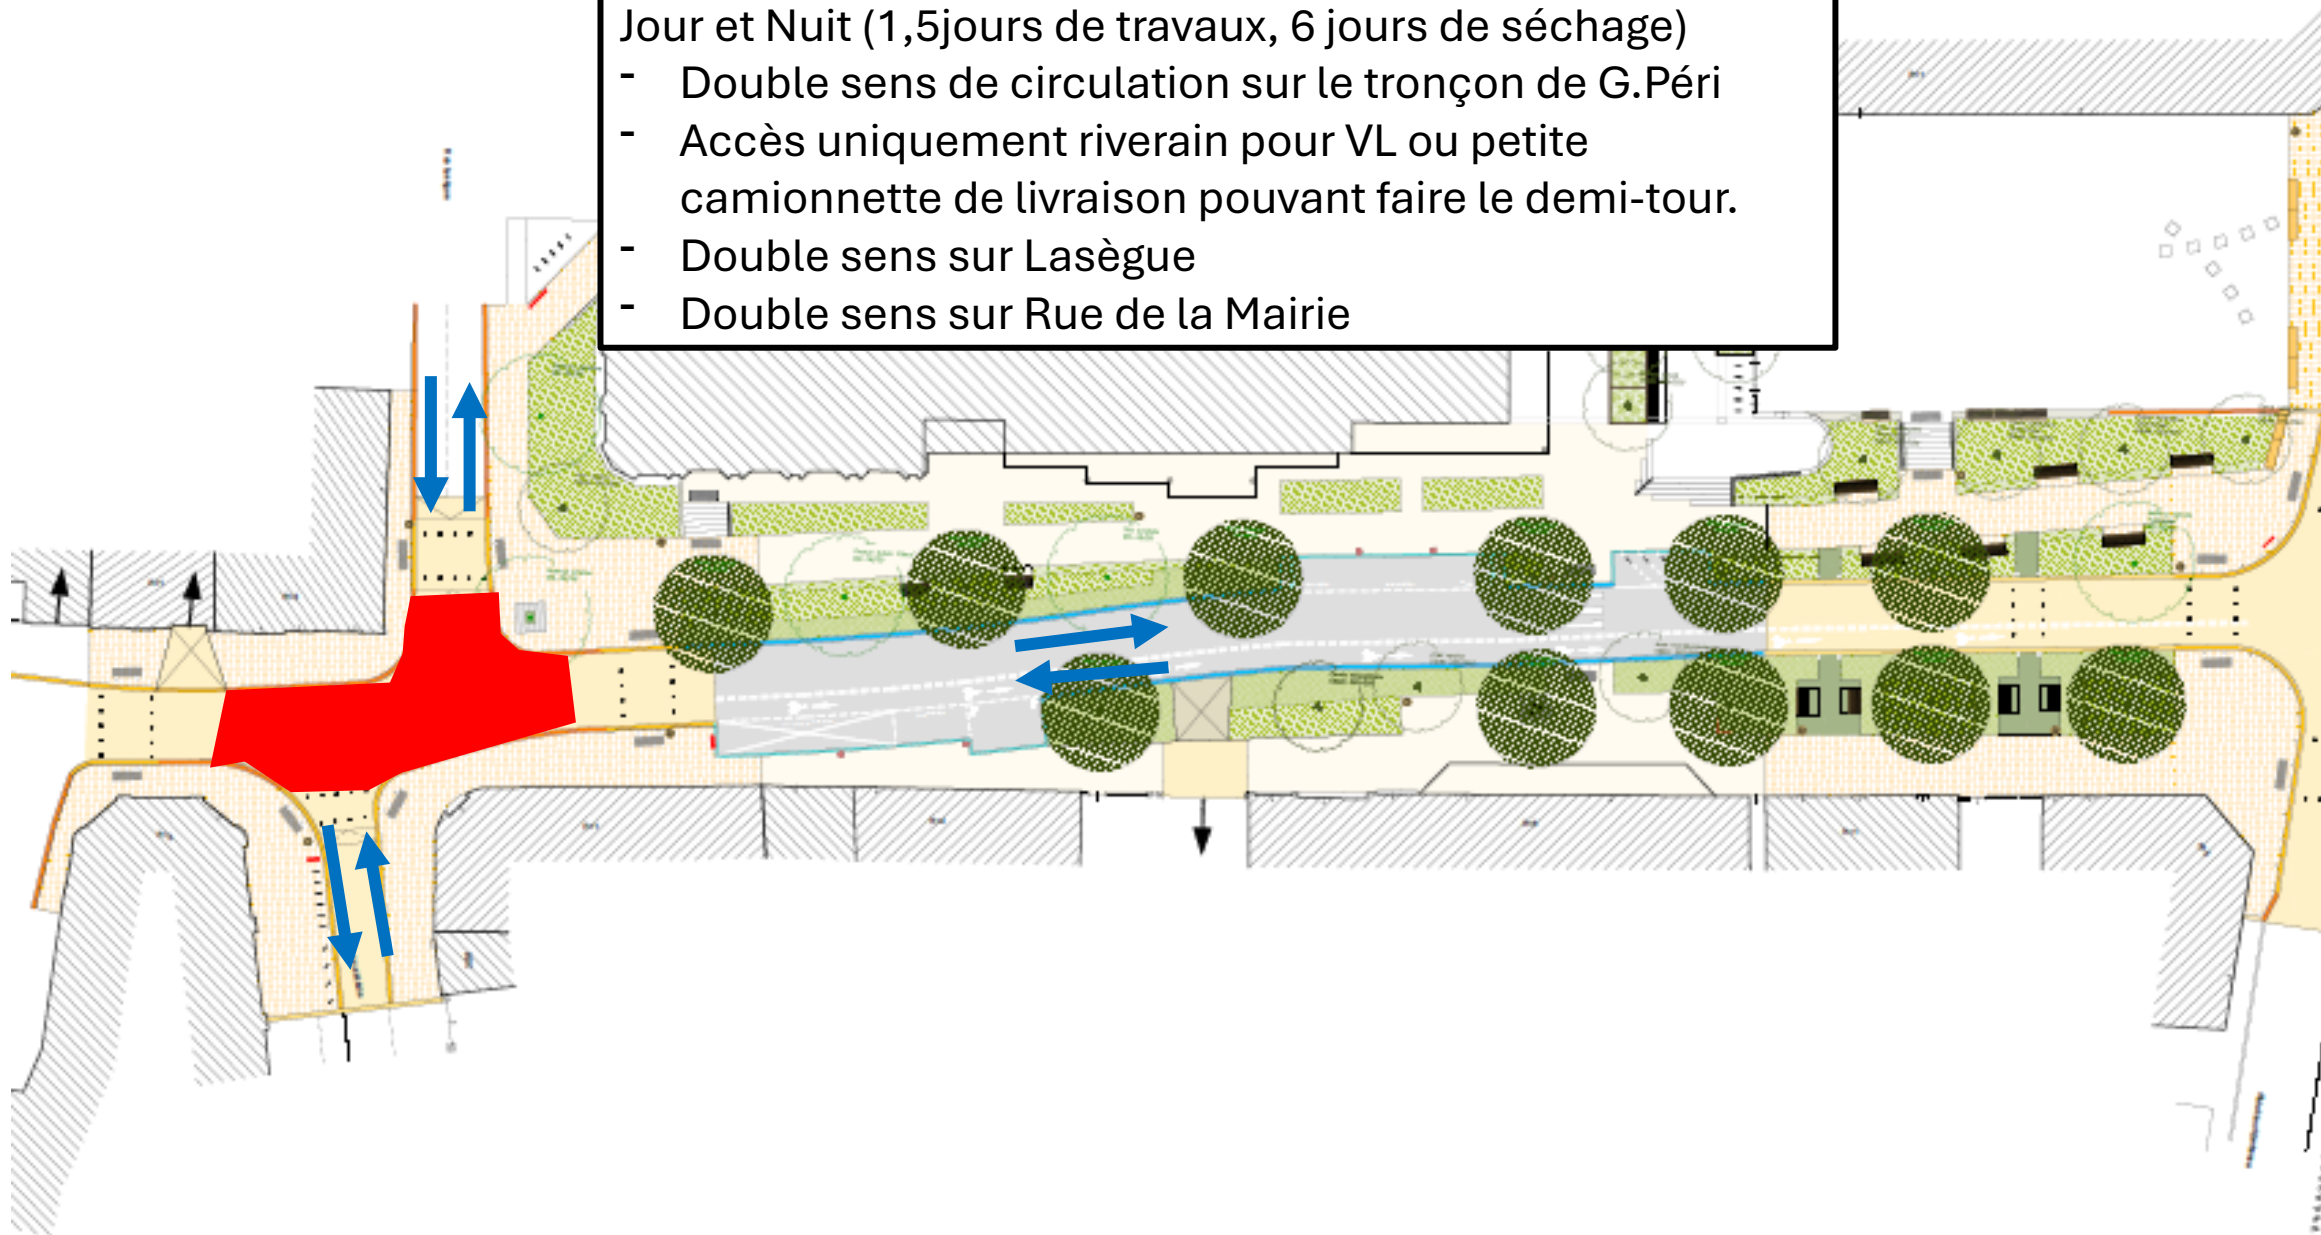 Jour et Nuit (1,5jours de travaux, 6 jours de séchage)
- Double sens de circulation sur le tronçon de G.Péri
- Accès uniquement riverain pour VL ou petite
camionnette de livraison pouvant faire le demi-tour.
- Double sens sur Lasègue
- Double sens sur Rue de la Mairie